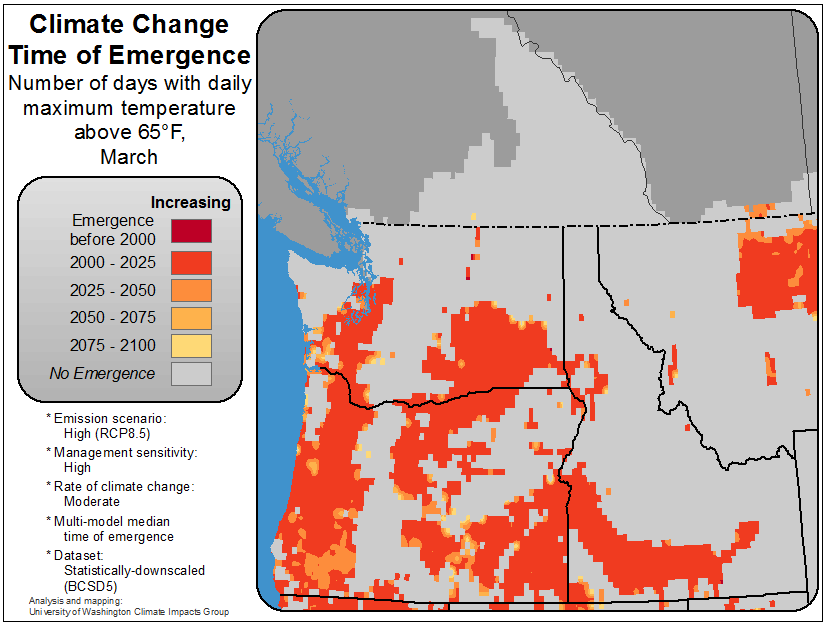 Climate Change
Time of Emergence
Number of days with daily
maximum temperature
above 65°F,
March
Increasing
Emergence
before 2000
2000 - 2025
2025 - 2050
2050 - 2075
2075 - 2100
No Emergence
* Emission scenario:
High (RCP8.5)
* Management sensitivity:
High
* Rate of climate change:
Moderate
* Multi-model median
time of emergence
* Dataset:
Statistically-downscaled
(BCSD5)
Analysis and mapping:
University of Washington Climate Impacts Group